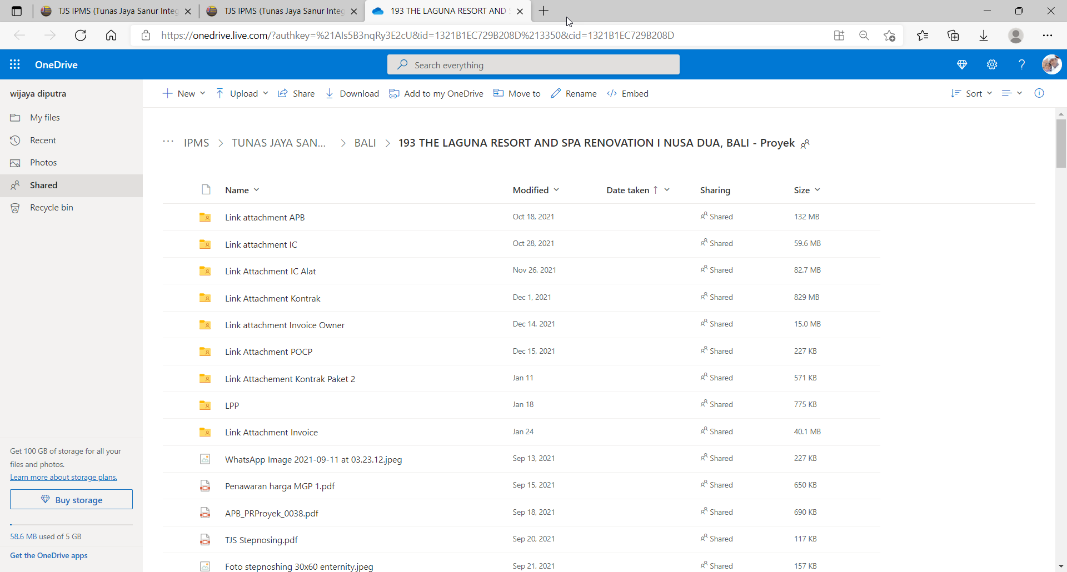 TJS IPMS (Tunas Jaya Sanur Integ
TJS IPMS (Tunas Jaya Sanur Integ
193 THE LAGUNA RESORT AND
https://onedrive.live.com/?authkey=%21AIs5B3nqRy3E2cU&id=1321B1EC729B208D%213350&cid=1321B1EC729B208D
OneDrive
Search everything
wijaya diputra
My files
Recent
Photos
Shared
Recycle bin
Get 100 GB of storage for all your
files and photos.
Learn more about storage plans.
Buy storage
58.6 MB used of 5 GB
Get the OneDrive apps
New Upload Share Download Add to my OneDrive Move to Rename Embed Sort
IPMS > TUNAS JAYA SAN... > BALI > 193 THE LAGUNA RESORT AND SPA RENOVATION I NUSA DUA, BALI - Proyek
Name Modified Date taken ↑ Sharing Size
Link attachment APB Oct 18, 2021 Shared 132 MB
Link attachment IC Oct 28, 2021 Shared 59.6 MB
Link Attachment IC Alat Nov 26, 2021 Shared 82.7 MB
Link Attachment Kontrak Dec 1, 2021 Shared 829 MB
Link attachment Invoice Owner Dec 14, 2021 Shared 15.0 MB
Link Attachment POCP Dec 15, 2021 Shared 227 KB
Link Attachement Kontrak Paket 2 Jan 11 Shared 571 KB
LPP Jan 18 Shared 775 KB
Link Attachment Invoice Jan 24 Shared 40.1 MB
WhatsApp Image 2021-09-11 at 03.23.12.jpeg Sep 13, 2021 Shared 227 KB
Penawaran harga MGP 1.pdf Sep 15, 2021 Shared 650 KB
APB_PRProyek_0038.pdf Sep 18, 2021 Shared 690 KB
TJS Stepnosing.pdf Sep 20, 2021 Shared 117 KB
Foto stepnoshing 30x60 enternity.jpeg Sep 21, 2021 Shared 157 KB